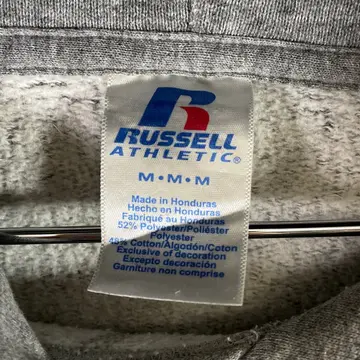 RUSSELL
ATHLETIC®
M•M•M
Made in Honduras
Hecho en Honduras
Fabriqué au Honduras
52% Polyester/Poliéster
Polyester
48% Cotton/Algodón/Coton
Exclusive of decoration
Excepto decoración
Garniture non comprise